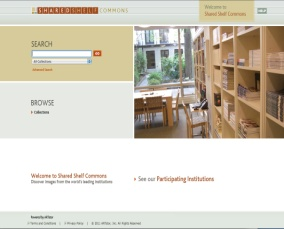 SHARED SHELF COMMONS
Welcome to
Shared Shelf Commons
SEARCH
GO
All Collections
Advanced Search
BROWSE
› Collections
Welcome to Shared Shelf Commons
Discover images from the world's leading institutions
› See our Participating Institutions
Powered by ARTstor
› Terms and Conditions | › Privacy Policy | © 2011 ARTstor, Inc. All Rights Reserved.